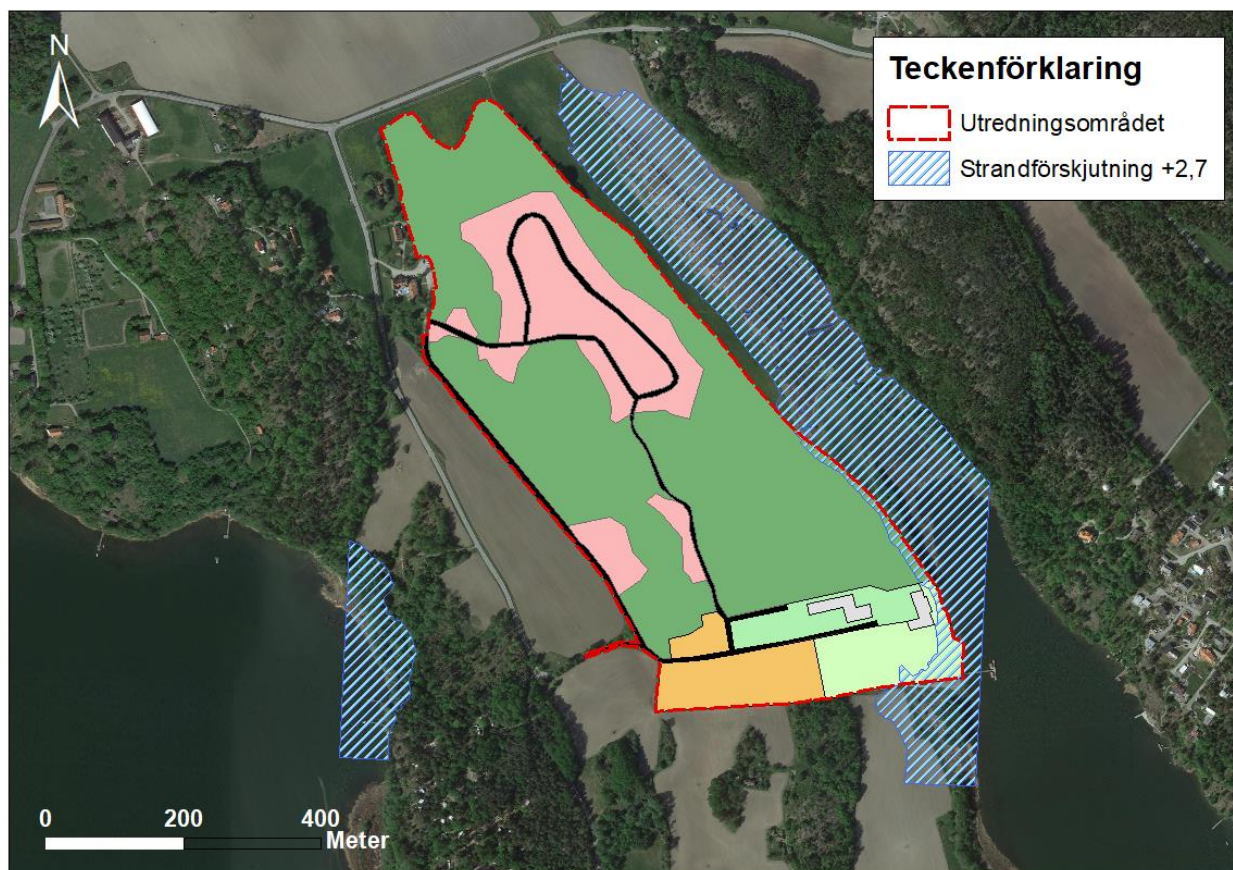 N
Teckenförklaring
Utredningsområdet
Strandförskjutning +2,7
0 200 400
Meter